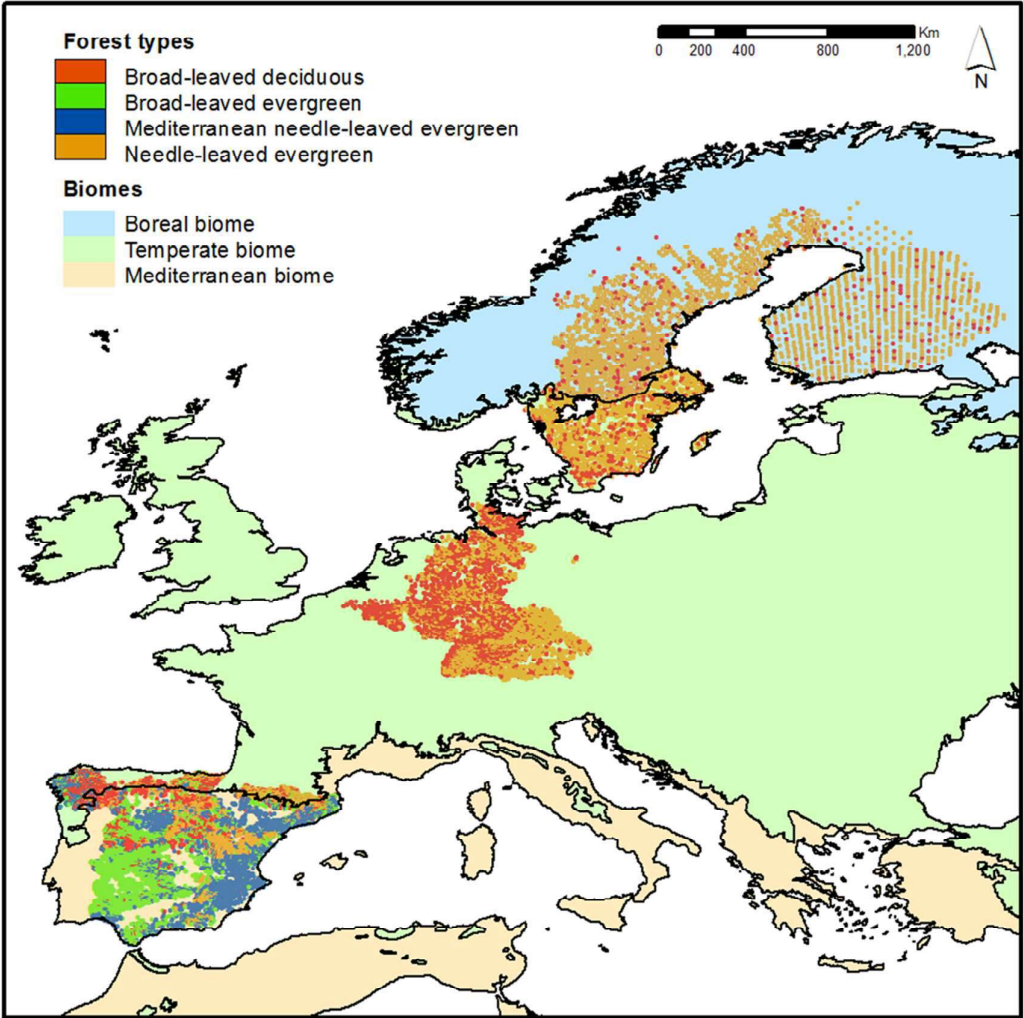 Forest types
Broad-leaved deciduous
Broad-leaved evergreen
Mediterranean needle-leaved evergreen
Needle-leaved evergreen
Biomes
Boreal biome
Temperate biome
Mediterranean biome
Km
0 200 400 800 1,200
N